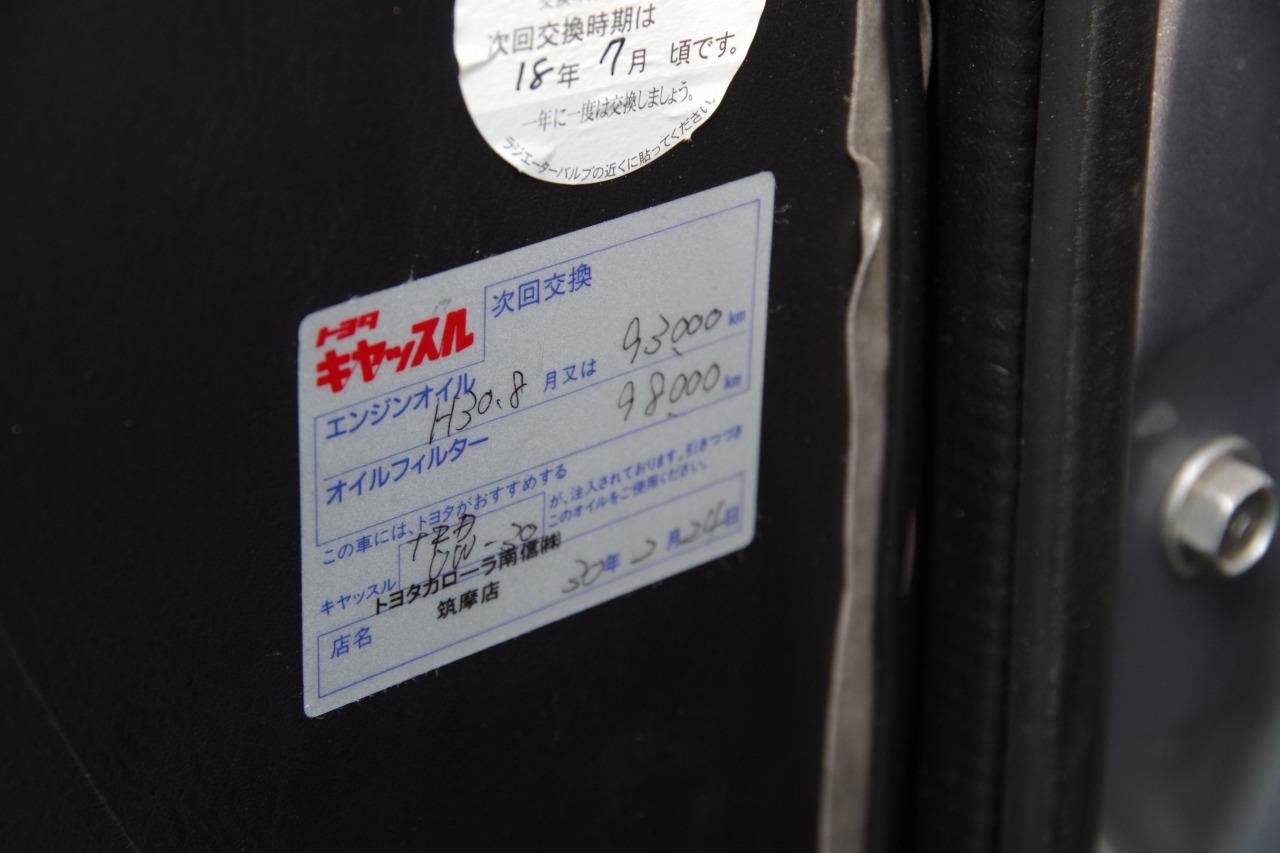 次回交換時期は
18年 7月 頃です。
一年に一度は交換しましょう。
ラジエーターバルブの近くに貼ってください。
トヨタ
キャッスル
次回交換
エンジンオイル
H30.8 月又は 93,000 km
オイルフィルター 98,000 km
この車には、トヨタがおすすめする
キャッスル
が、注入されております。引きつづき
このオイルをご使用ください。
トヨタカローラ南信㈱
筑摩店
店名
30年 2月 24日